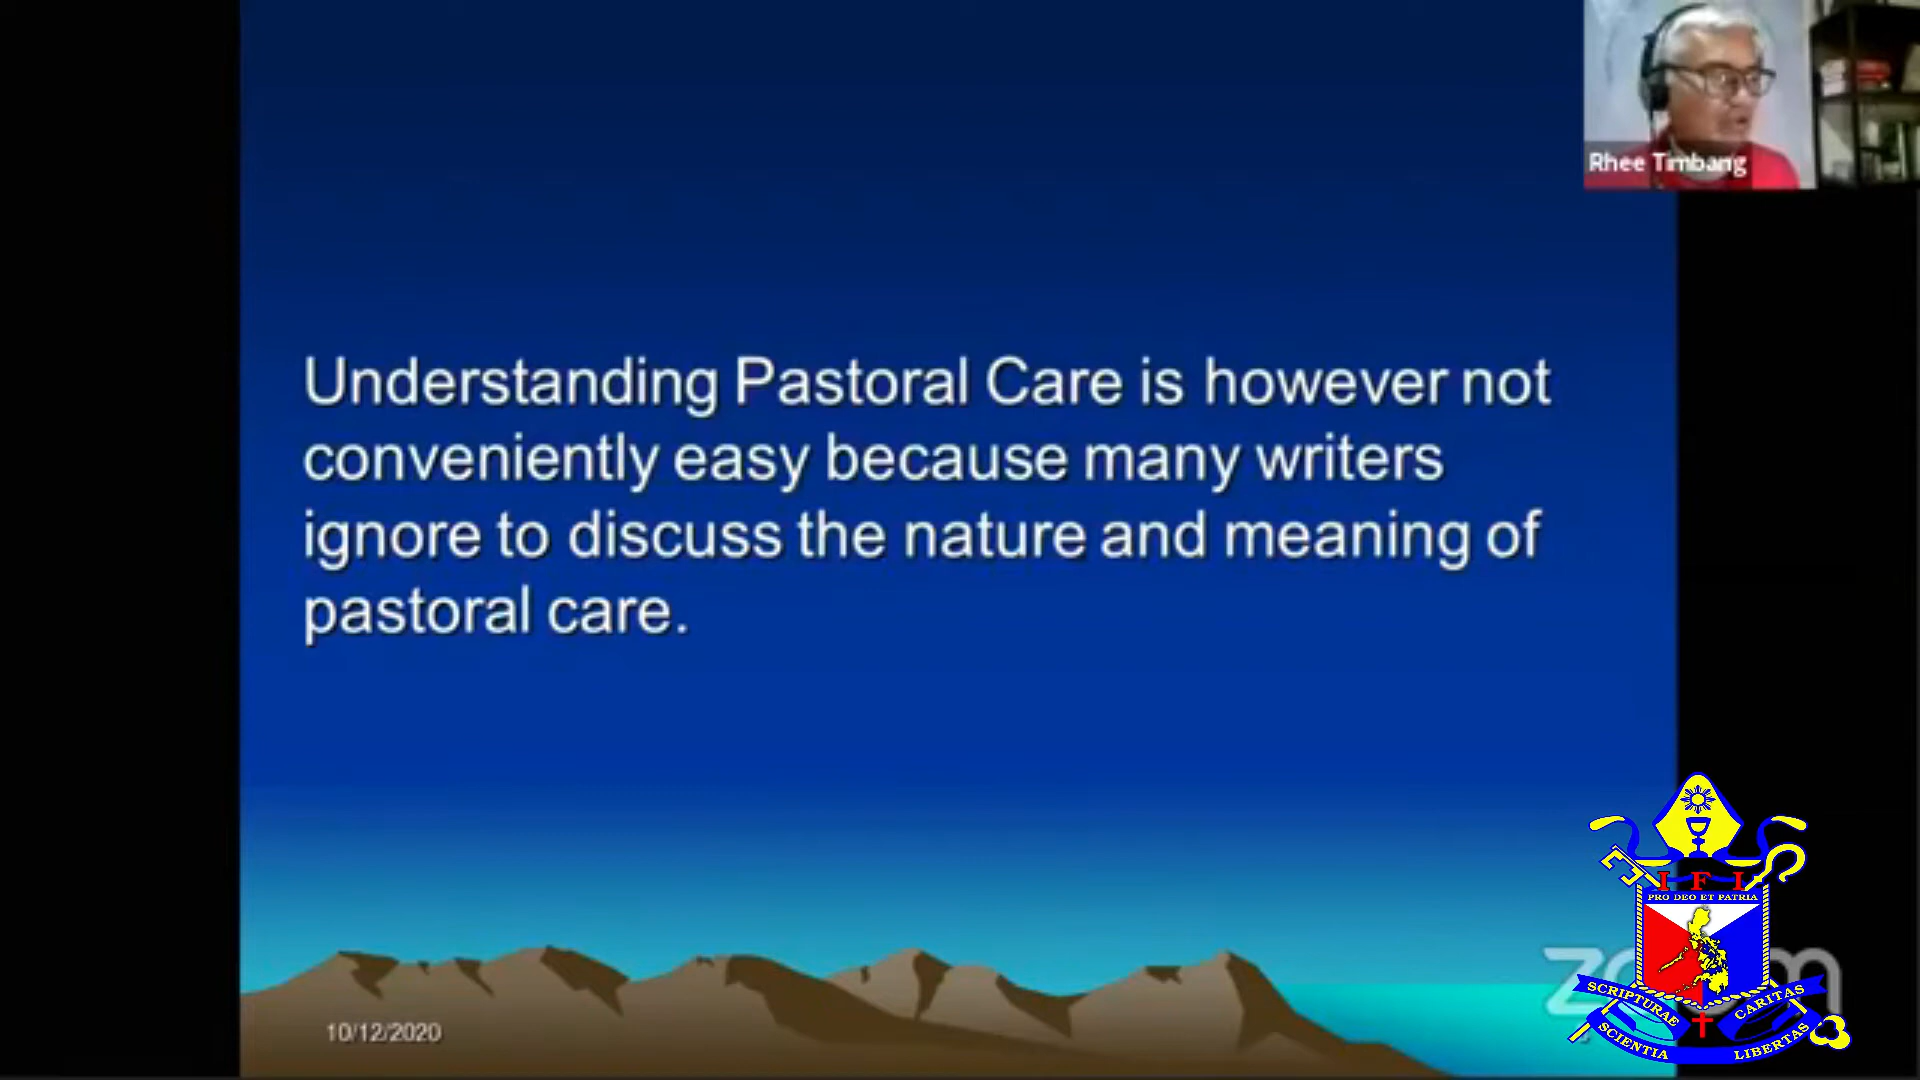 Rhee Timbang
Understanding Pastoral Care is however not
conveniently easy because many writers
ignore to discuss the nature and meaning of
pastoral care.
I F I
PRO DEO ET PATRIA
zoom
SCRIPTURAE
CARITAS
SCIENTIA
LIBERTAS
10/12/2020